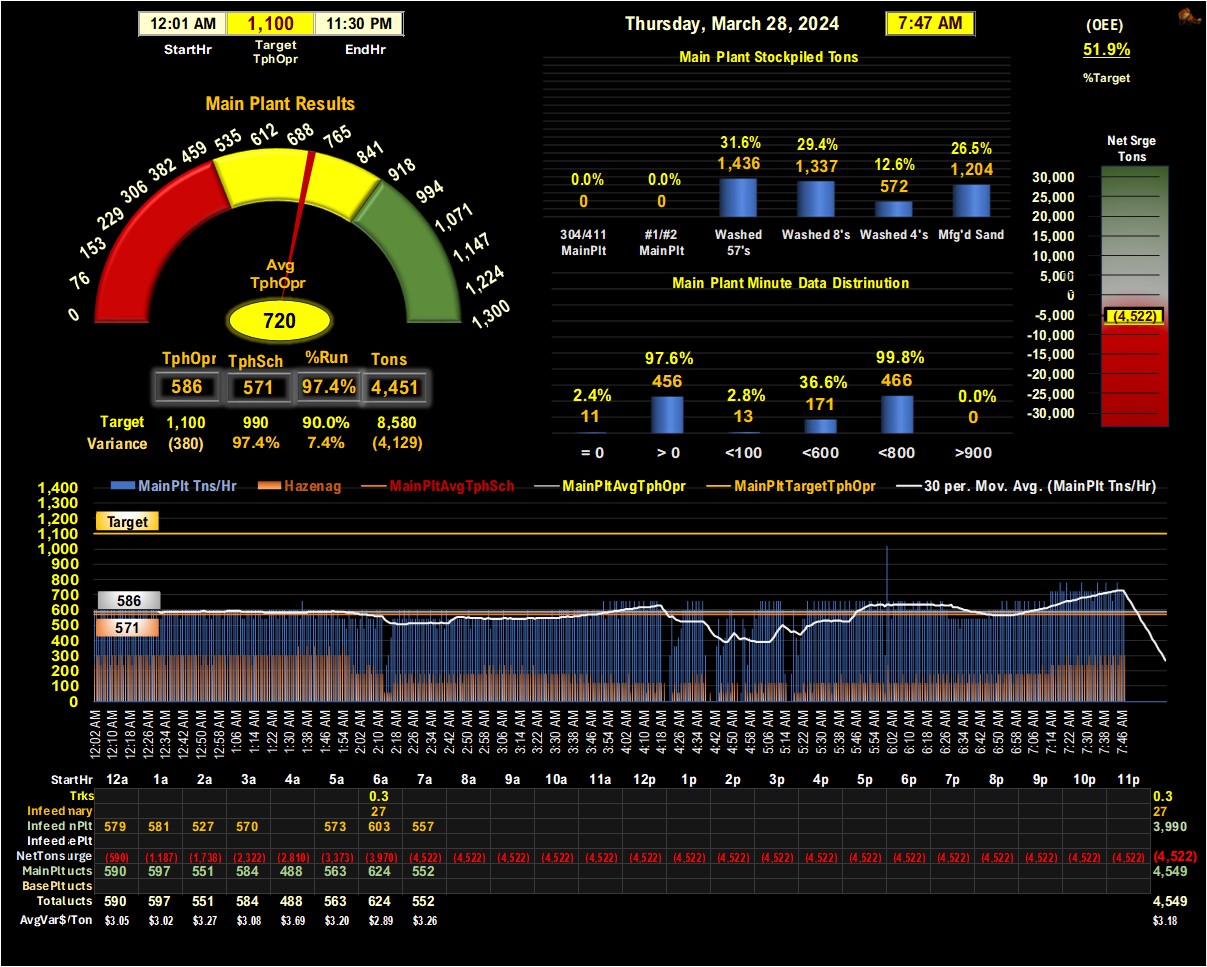 12:01 AM 1,100 11:30 PM
StartHr Target EndHr
TphOpr
Thursday, March 28, 2024 7:47 AM
(OEE)
51.9%
%Target
Main Plant Results
0 76 153 229 306 382 459 535 612 688 765 841 918 994 1,071 1,147 1,224 1,300
Avg
TphOpr
720
TphOpr TphSch %Run Tons
586 571 97.4% 4,451
Target 1,100 990 90.0% 8,580
Variance (380) 97.4% 7.4% (4,129)
Main Plant Stockpiled Tons
0.0% 0.0% 31.6% 29.4% 12.6% 26.5%
0 0 1,436 1,337 572 1,204
304/411 #1/#2 Washed Washed 8's Washed 4's Mfg'd Sand
MainPlt MainPlt 57's
Main Plant Minute Data Distrinution
2.4% 97.6% 2.8% 36.6% 99.8% 0.0%
11 456 13 171 466 0
= 0 > 0 <100 <600 <800 >900
Net Srge
Tons
30,000
25,000
20,000
15,000
10,000
5,000
0
-5,000
(4,522)
-10,000
-15,000
-20,000
-25,000
-30,000
MainPlt Tns/Hr Hazenag MainPltAvgTphSch MainPltAvgTphOpr MainPltTargetTphOpr 30 per. Mov. Avg. (MainPlt Tns/Hr)
1,400
1,300
1,200
1,100
1,000
900
800
700
600
500
400
300
200
100
0
Target
586
571
12:02 AM 12:10 AM 12:18 AM 12:26 AM 12:34 AM 12:42 AM 12:50 AM 12:58 AM 1:06 AM 1:14 AM 1:22 AM 1:30 AM 1:38 AM 1:46 AM 1:54 AM 2:02 AM 2:10 AM 2:18 AM 2:26 AM 2:34 AM 2:42 AM 2:50 AM 2:58 AM 3:06 AM 3:14 AM 3:22 AM 3:30 AM 3:38 AM 3:46 AM 3:54 AM 4:02 AM 4:10 AM 4:18 AM 4:26 AM 4:34 AM 4:42 AM 4:50 AM 4:58 AM 5:06 AM 5:14 AM 5:22 AM 5:30 AM 5:38 AM 5:46 AM 5:54 AM 6:02 AM 6:10 AM 6:18 AM 6:26 AM 6:34 AM 6:42 AM 6:50 AM 6:58 AM 7:06 AM 7:14 AM 7:22 AM 7:30 AM 7:38 AM 7:46 AM
StartHr 12a 1a 2a 3a 4a 5a 6a 7a 8a 9a 10a 11a 12p 1p 2p 3p 4p 5p 6p 7p 8p 9p 10p 11p
Trks 0.3 0.3
Infeed nary 27 27
Infeed nPlt 579 581 527 570 573 603 557 3,990
Infeed ePlt
NetTons urge (590) (1,187) (1,738) (2,322) (2,810) (3,373) (3,970) (4,522) (4,522) (4,522) (4,522) (4,522) (4,522) (4,522) (4,522) (4,522) (4,522) (4,522) (4,522) (4,522) (4,522) (4,522) (4,522) (4,522) (4,522)
MainPlt ucts 590 597 551 584 488 563 624 552 4,549
BasePlt ucts
Total ucts 590 597 551 584 488 563 624 552 4,549
AvgVar$/Ton $3.05 $3.02 $3.27 $3.08 $3.69 $3.20 $2.89 $3.26 $3.18